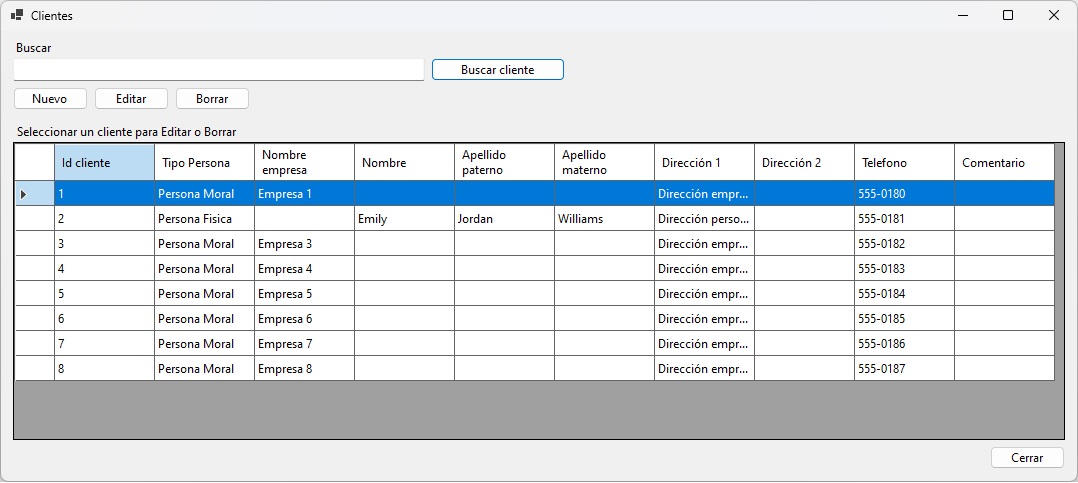 Clientes
Buscar
Buscar cliente
Nuevo Editar Borrar
Seleccionar un cliente para Editar o Borrar
Id cliente Tipo Persona Nombre empresa Nombre Apellido paterno Apellido materno Dirección 1 Dirección 2 Telefono Comentario
1 Persona Moral Empresa 1 Dirección empr... 555-0180
2 Persona Fisica Emily Jordan Williams Dirección perso... 555-0181
3 Persona Moral Empresa 3 Dirección empr... 555-0182
4 Persona Moral Empresa 4 Dirección empr... 555-0183
5 Persona Moral Empresa 5 Dirección empr... 555-0184
6 Persona Moral Empresa 6 Dirección empr... 555-0185
7 Persona Moral Empresa 7 Dirección empr... 555-0186
8 Persona Moral Empresa 8 Dirección empr... 555-0187
Cerrar